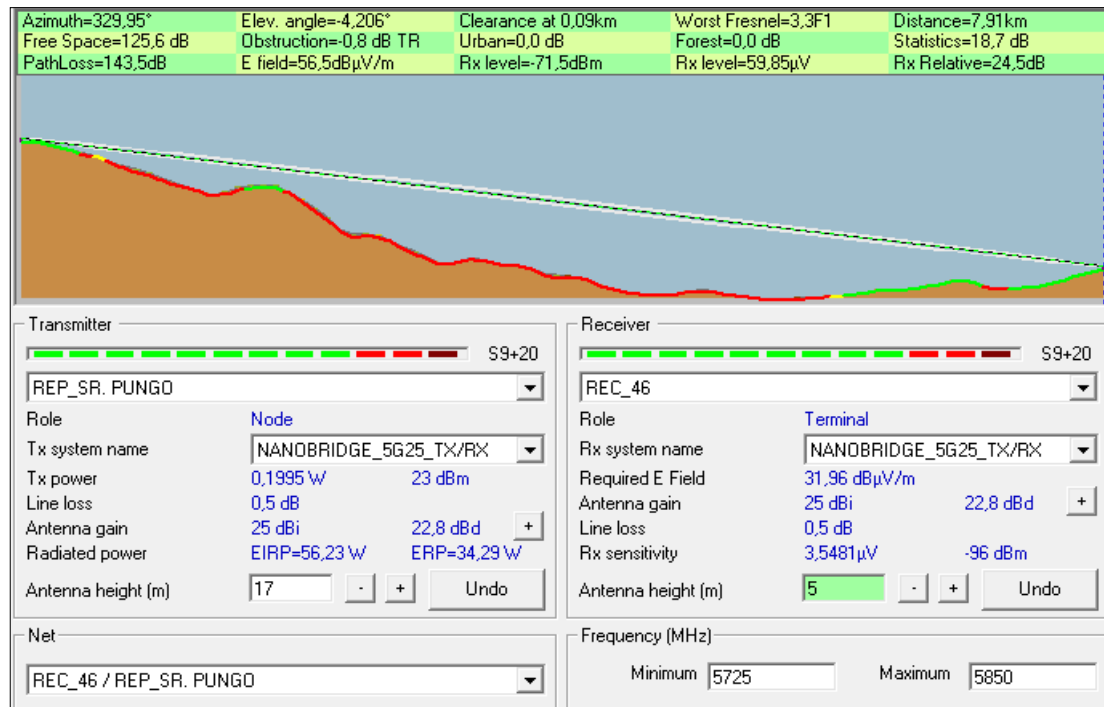 Azimuth=329,95° Elev. angle=-4,206° Clearance at 0,09km Worst Fresnel=3,3F1 Distance=7,91km
Free Space=125,6 dB Obstruction=-0,8 dB TR Urban=0,0 dB Forest=0,0 dB Statistics=18,7 dB
PathLoss=143,5dB E field=56,5dBµV/m Rx level=-71,5dBm Rx level=59,85µV Rx Relative=24,5dB
Transmitter
S9+20
REP_SR. PUNGO
Role Node
Tx system name NANOBRIDGE_5G25_TX/RX
Tx power 0,1995 W 23 dBm
Line loss 0,5 dB
Antenna gain 25 dBi 22,8 dBd +
Radiated power EIRP=56,23 W ERP=34,29 W
Antenna height (m) 17 - + Undo
Receiver
S9+20
REC_46
Role Terminal
Rx system name NANOBRIDGE_5G25_TX/RX
Required E Field 31,96 dBµV/m
Antenna gain 25 dBi 22,8 dBd +
Line loss 0,5 dB
Rx sensitivity 3,5481µV -96 dBm
Antenna height (m) 5 - + Undo
Net
REC_46 / REP_SR. PUNGO
Frequency (MHz)
Minimum 5725 Maximum 5850